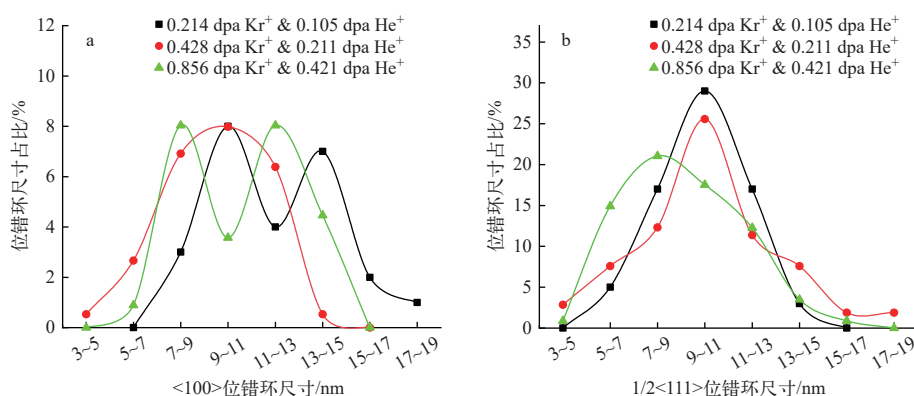 a
0.214 dpa Kr⁺ & 0.105 dpa He⁺
0.428 dpa Kr⁺ & 0.211 dpa He⁺
0.856 dpa Kr⁺ & 0.421 dpa He⁺
位错环尺寸占比/%
12
10
8
6
4
2
0
3~5
5~7
7~9
9~11
11~13
13~15
15~17
17~19
<100>位错环尺寸/nm
b
0.214 dpa Kr⁺ & 0.105 dpa He⁺
0.428 dpa Kr⁺ & 0.211 dpa He⁺
0.856 dpa Kr⁺ & 0.421 dpa He⁺
位错环尺寸占比/%
35
30
25
20
15
10
5
0
3~5
5~7
7~9
9~11
11~13
13~15
15~17
17~19
1/2<111>位错环尺寸/nm